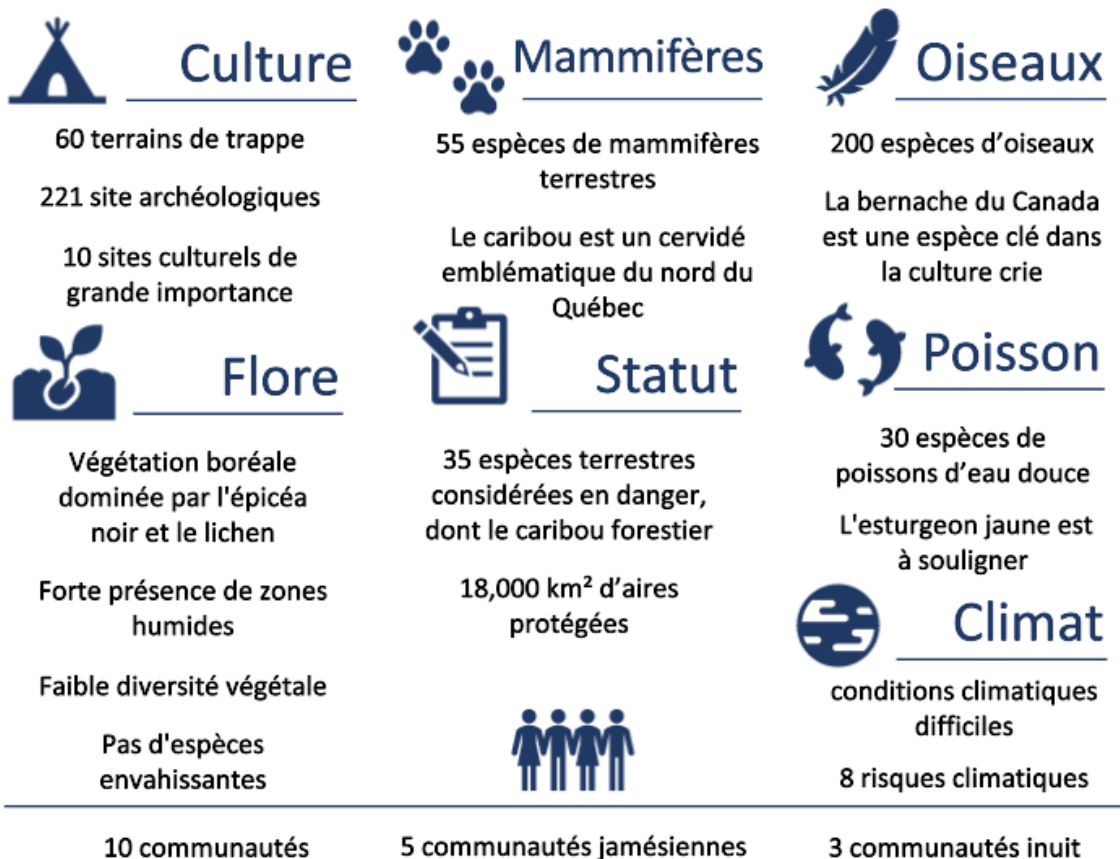 Culture
60 terrains de trappe
221 site archéologiques
10 sites culturels de
grande importance
Mammifères
55 espèces de mammifères
terrestres
Le caribou est un cervidé
emblématique du nord du
Québec
Oiseaux
200 espèces d’oiseaux
La bernache du Canada
est une espèce clé dans
la culture crie
Flore
Végétation boréale
dominée par l'épicéa
noir et le lichen
Forte présence de zones
humides
Faible diversité végétale
Pas d'espèces
envahissantes
Statut
35 espèces terrestres
considérées en danger,
dont le caribou forestier
18,000 km² d’aires
protégées
Poisson
30 espèces de
poissons d’eau douce
L'esturgeon jaune est
à souligner
Climat
conditions climatiques
difficiles
8 risques climatiques
10 communautés
5 communautés jamésiennes
3 communautés inuit